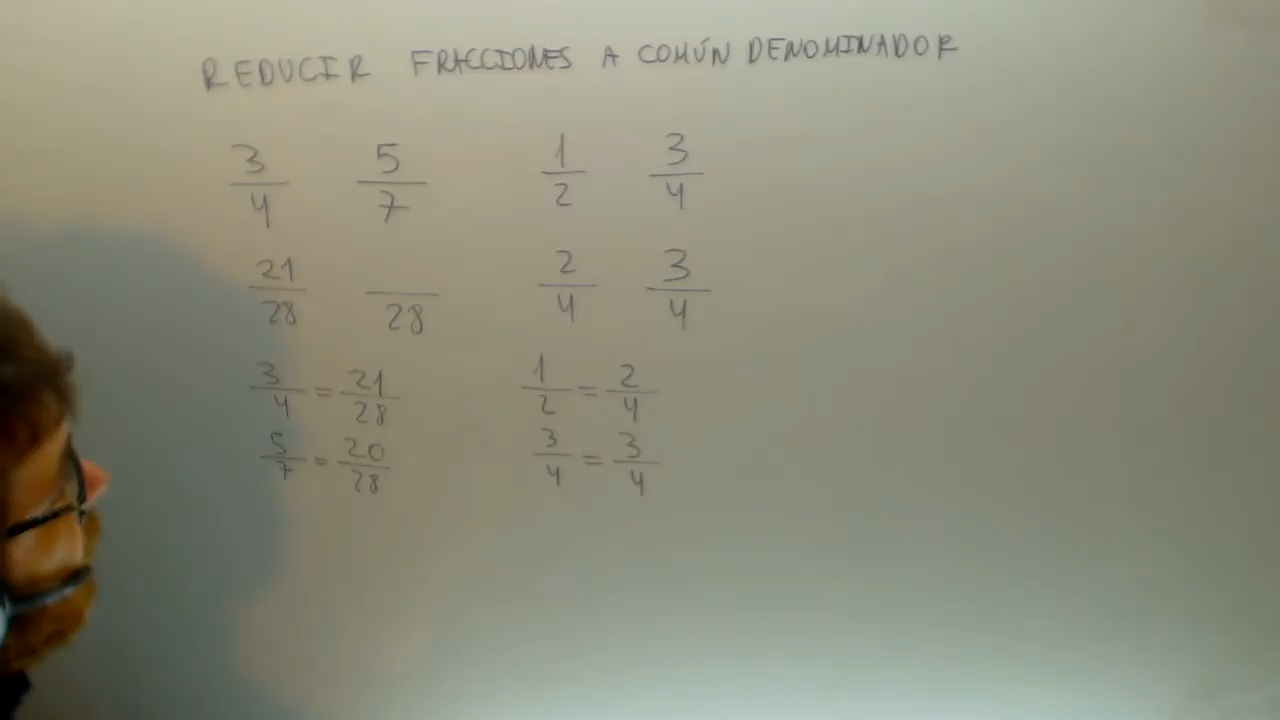 REDUCIR FRACCIONES A COMÚN DENOMINADOR
3/4 5/7 1/2 3/4
21/28 /28 2/4 3/4
3/4 = 21/28 1/2 = 2/4
5/7 = 20/28 3/4 = 3/4